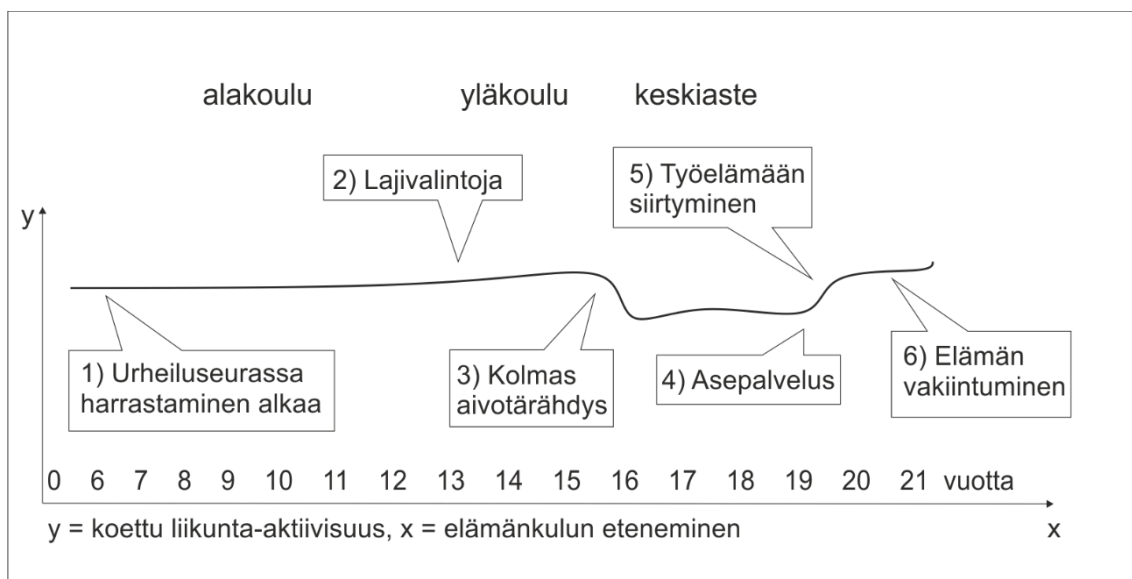 alakoulu yläkoulu keskiaste
2) Lajivalintoja
5) Työelämään
siirtyminen
y
1) Urheiluseurassa
harrastaminen alkaa
3) Kolmas
aivotärähdys
4) Asepalvelus
6) Elämän
vakiintuminen
0 6 7 8 9 10 11 12 13 14 15 16 17 18 19 20 21 vuotta
y = koettu liikunta-aktiivisuus, x = elämänkulun eteneminen
x